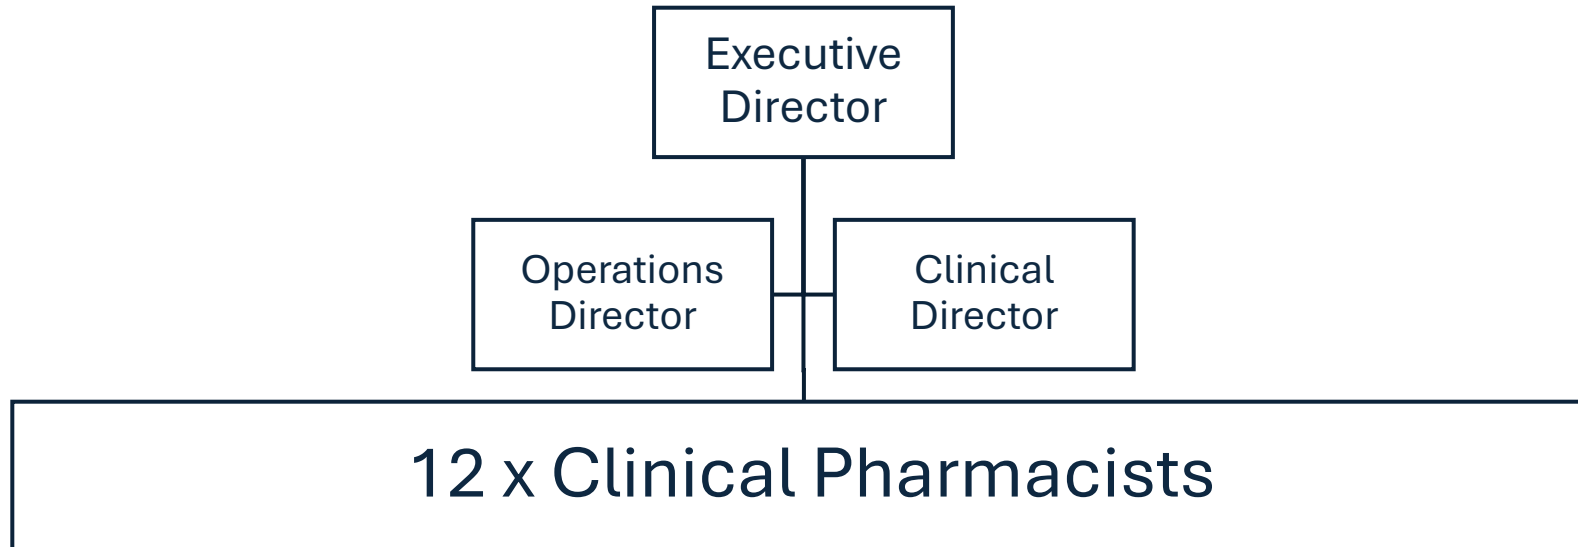 Executive
Director
Operations
Director
Clinical
Director
12 x Clinical Pharmacists